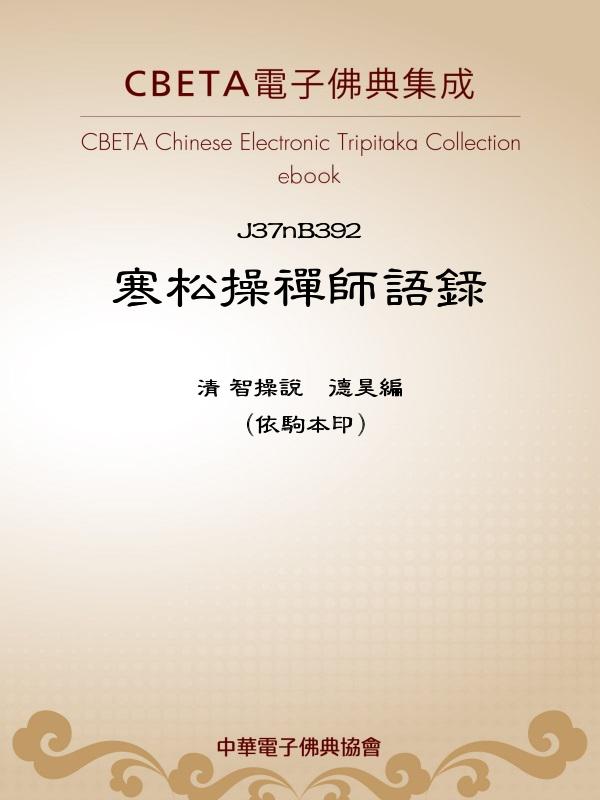 CBETA電子佛典集成
CBETA Chinese Electronic Tripitaka Collection
ebook
J37nB392
寒松操禪師語錄
清 智操說　德昊編
（依駒本印）
中華電子佛典協會